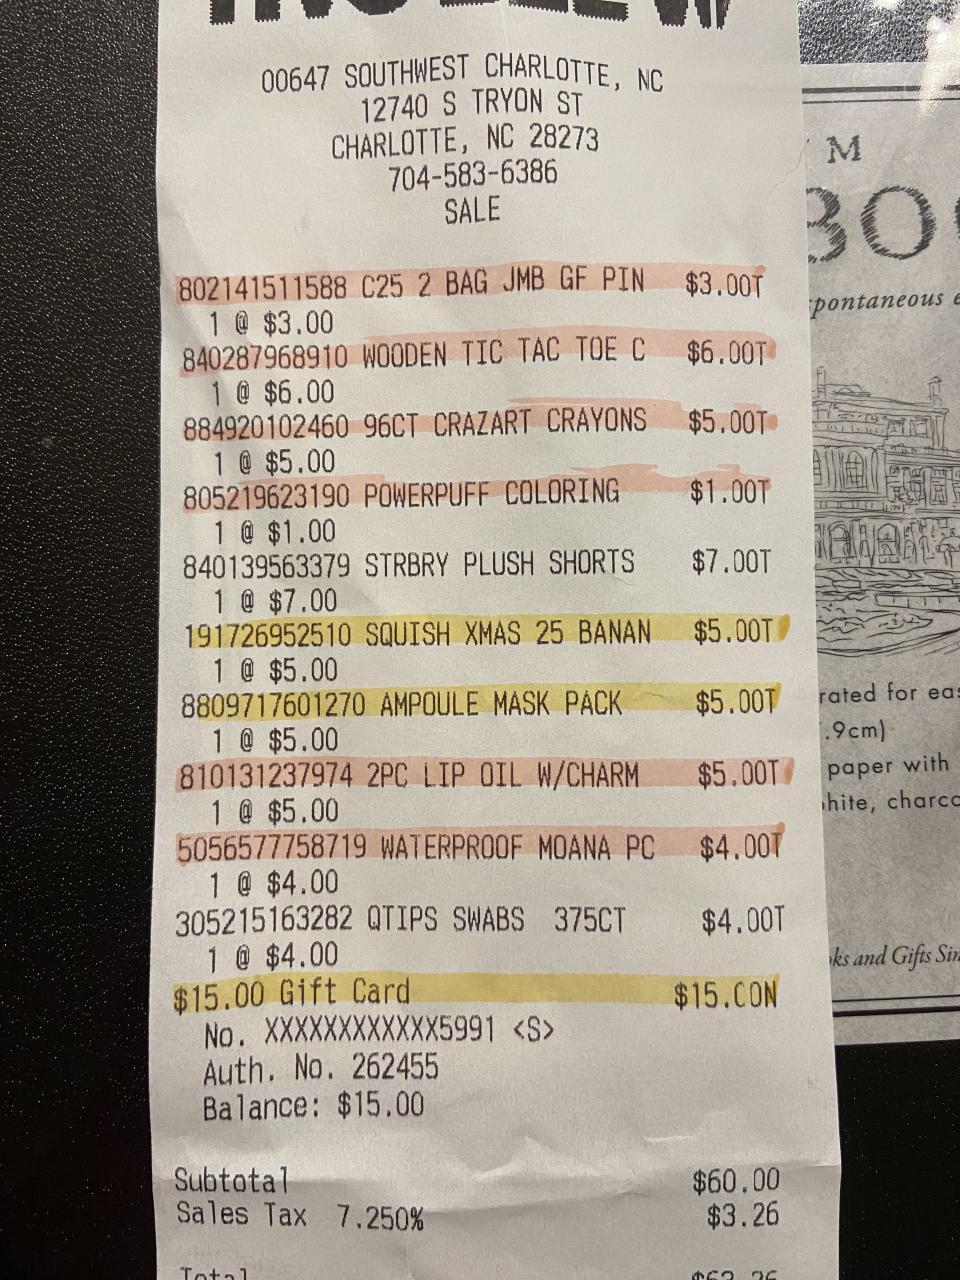 00647 SOUTHWEST CHARLOTTE, NC
12740 S TRYON ST
CHARLOTTE, NC 28273
704-583-6386
SALE
802141511588 C25 2 BAG JMB GF PIN $3.00T
1 @ $3.00
840287968910 WOODEN TIC TAC TOE C $6.00T
1 @ $6.00
884920102460 96CT CRAZART CRAYONS $5.00T
1 @ $5.00
805219623190 POWERPUFF COLORING $1.00T
1 @ $1.00
840139563379 STRBRY PLUSH SHORTS $7.00T
1 @ $7.00
191726952510 SQUISH XMAS 25 BANAN $5.00T
1 @ $5.00
8809717601270 AMPOULE MASK PACK $5.00T
1 @ $5.00
810131237974 2PC LIP OIL W/CHARM $5.00T
1 @ $5.00
5056577758719 WATERPROOF MOANA PC $4.00T
1 @ $4.00
305215163282 QTIPS SWABS 375CT $4.00T
1 @ $4.00
$15.00 Gift Card $15.00N
No. XXXXXXXXXXXX5991 <S>
Auth. No. 262455
Balance: $15.00
Subtotal $60.00
Sales Tax 7.250% $3.26
Total $63.26
M
BOO
pontaneous e
rated for eas
.9cm)
paper with
hite, charco
ks and Gifts Sin